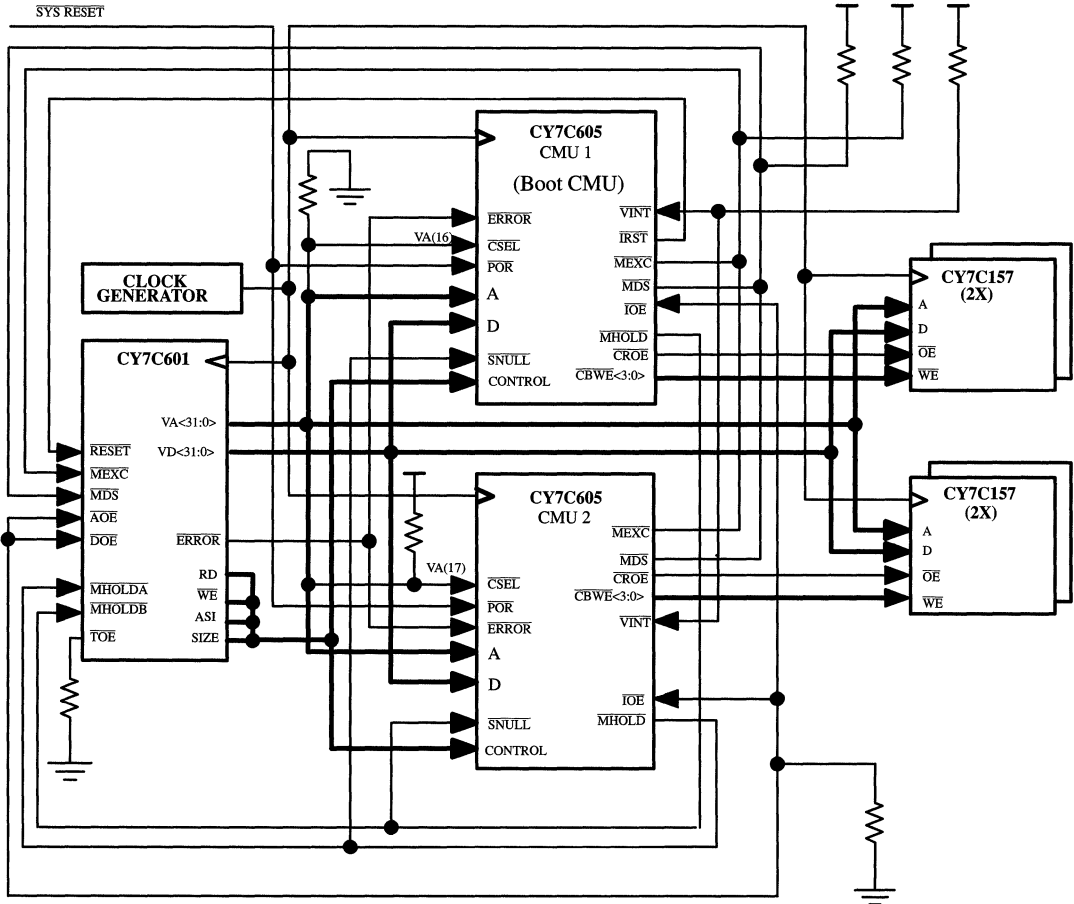 SYS RESET
CLOCK
GENERATOR
CY7C601
VA<31:0>
VD<31:0>
RESET
MEXC
MDS
AOE
DOE
ERROR
RD
MHOLDA
WE
MHOLDB
ASI
TOE
SIZE
CY7C605
CMU 1
(Boot CMU)
ERROR
VA(16)
CSEL
POR
A
D
SNULL
CONTROL
VINT
IRST
MEXC
MDS
IOE
MHOLD
CROE
CBWE<3:0>
CY7C605
CMU 2
VA(17)
CSEL
POR
ERROR
A
D
SNULL
CONTROL
MEXC
MDS
CROE
CBWE<3:0>
VINT
IOE
MHOLD
CY7C157
(2X)
A
D
OE
WE
CY7C157
(2X)
A
D
OE
WE